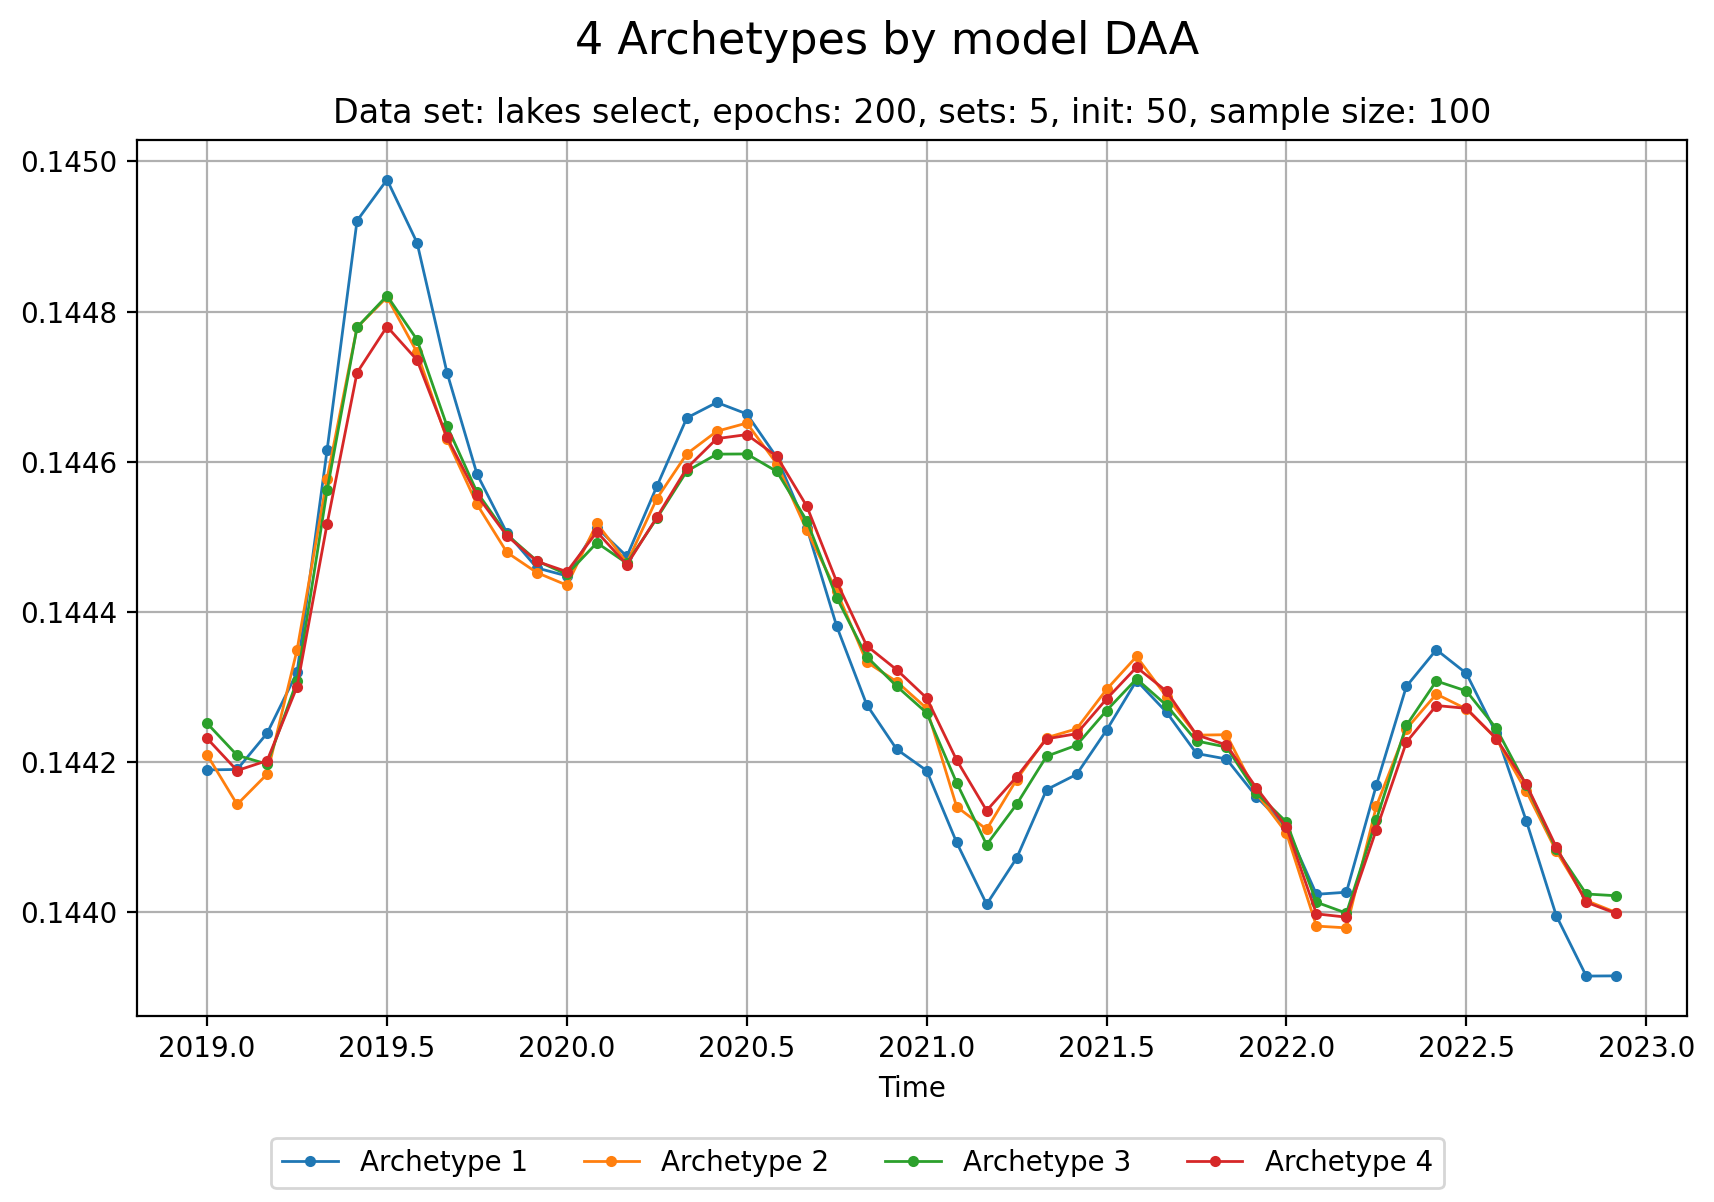 4 Archetypes by model DAA
Data set: lakes select, epochs: 200, sets: 5, init: 50, sample size: 100
0.1450
0.1448
0.1446
0.1444
0.1442
0.1440
2019.0 2019.5 2020.0 2020.5 2021.0 2021.5 2022.0 2022.5 2023.0
Time
Archetype 1 Archetype 2 Archetype 3 Archetype 4